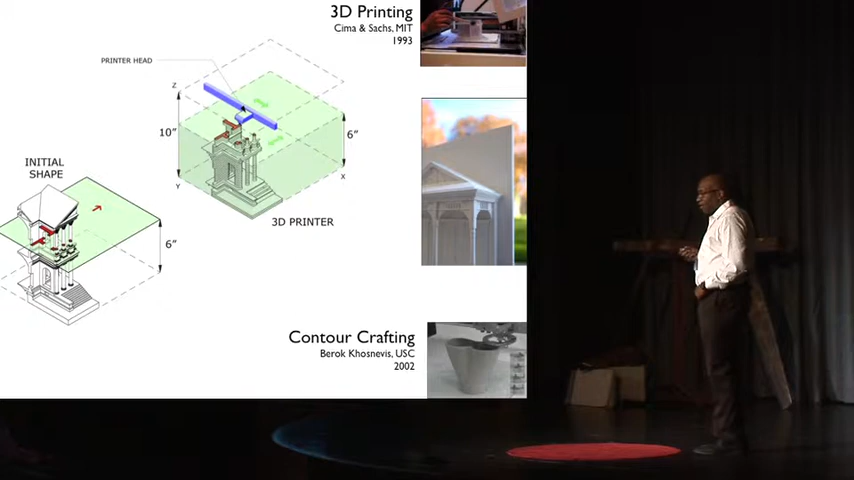 3D Printing
Cima & Sachs, MIT
1993
PRINTER HEAD
Z
10"
6"
Y
X
3D PRINTER
INITIAL
SHAPE
6"
Contour Crafting
Berok Khosnevis, USC
2002